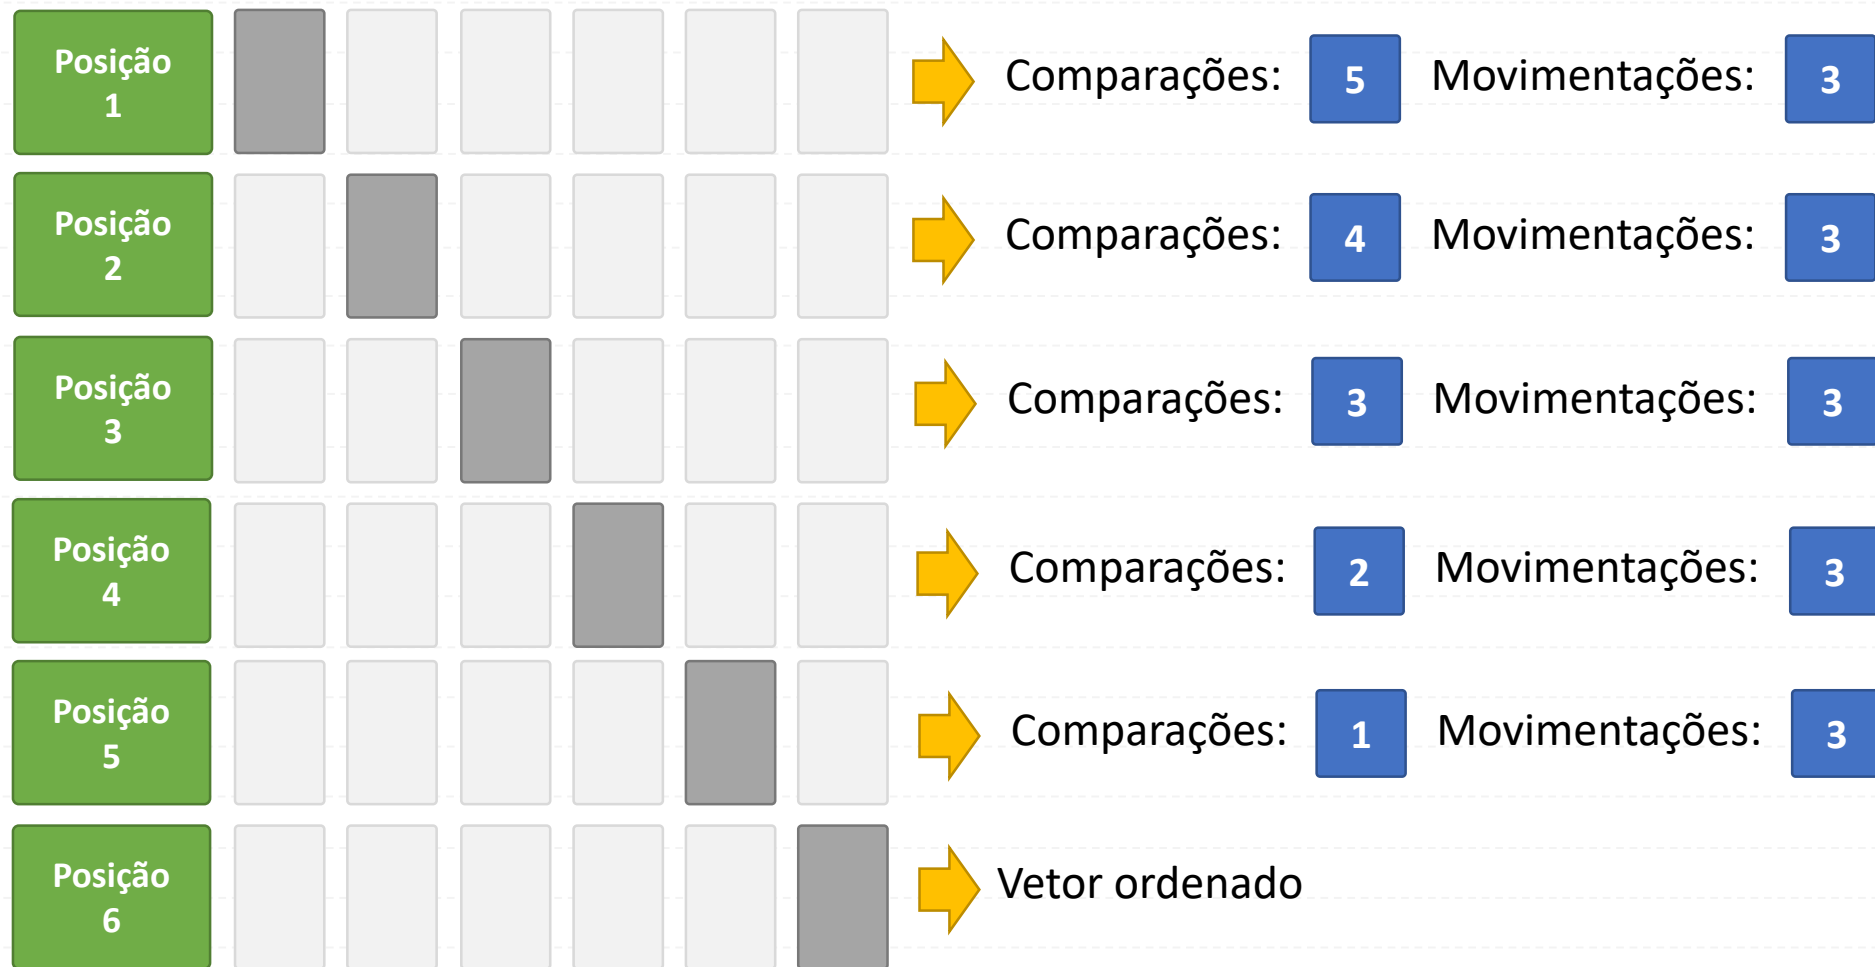 Posição
1
Comparações: 5 Movimentações: 3
Posição
2
Comparações: 4 Movimentações: 3
Posição
3
Comparações: 3 Movimentações: 3
Posição
4
Comparações: 2 Movimentações: 3
Posição
5
Comparações: 1 Movimentações: 3
Posição
6
Vetor ordenado